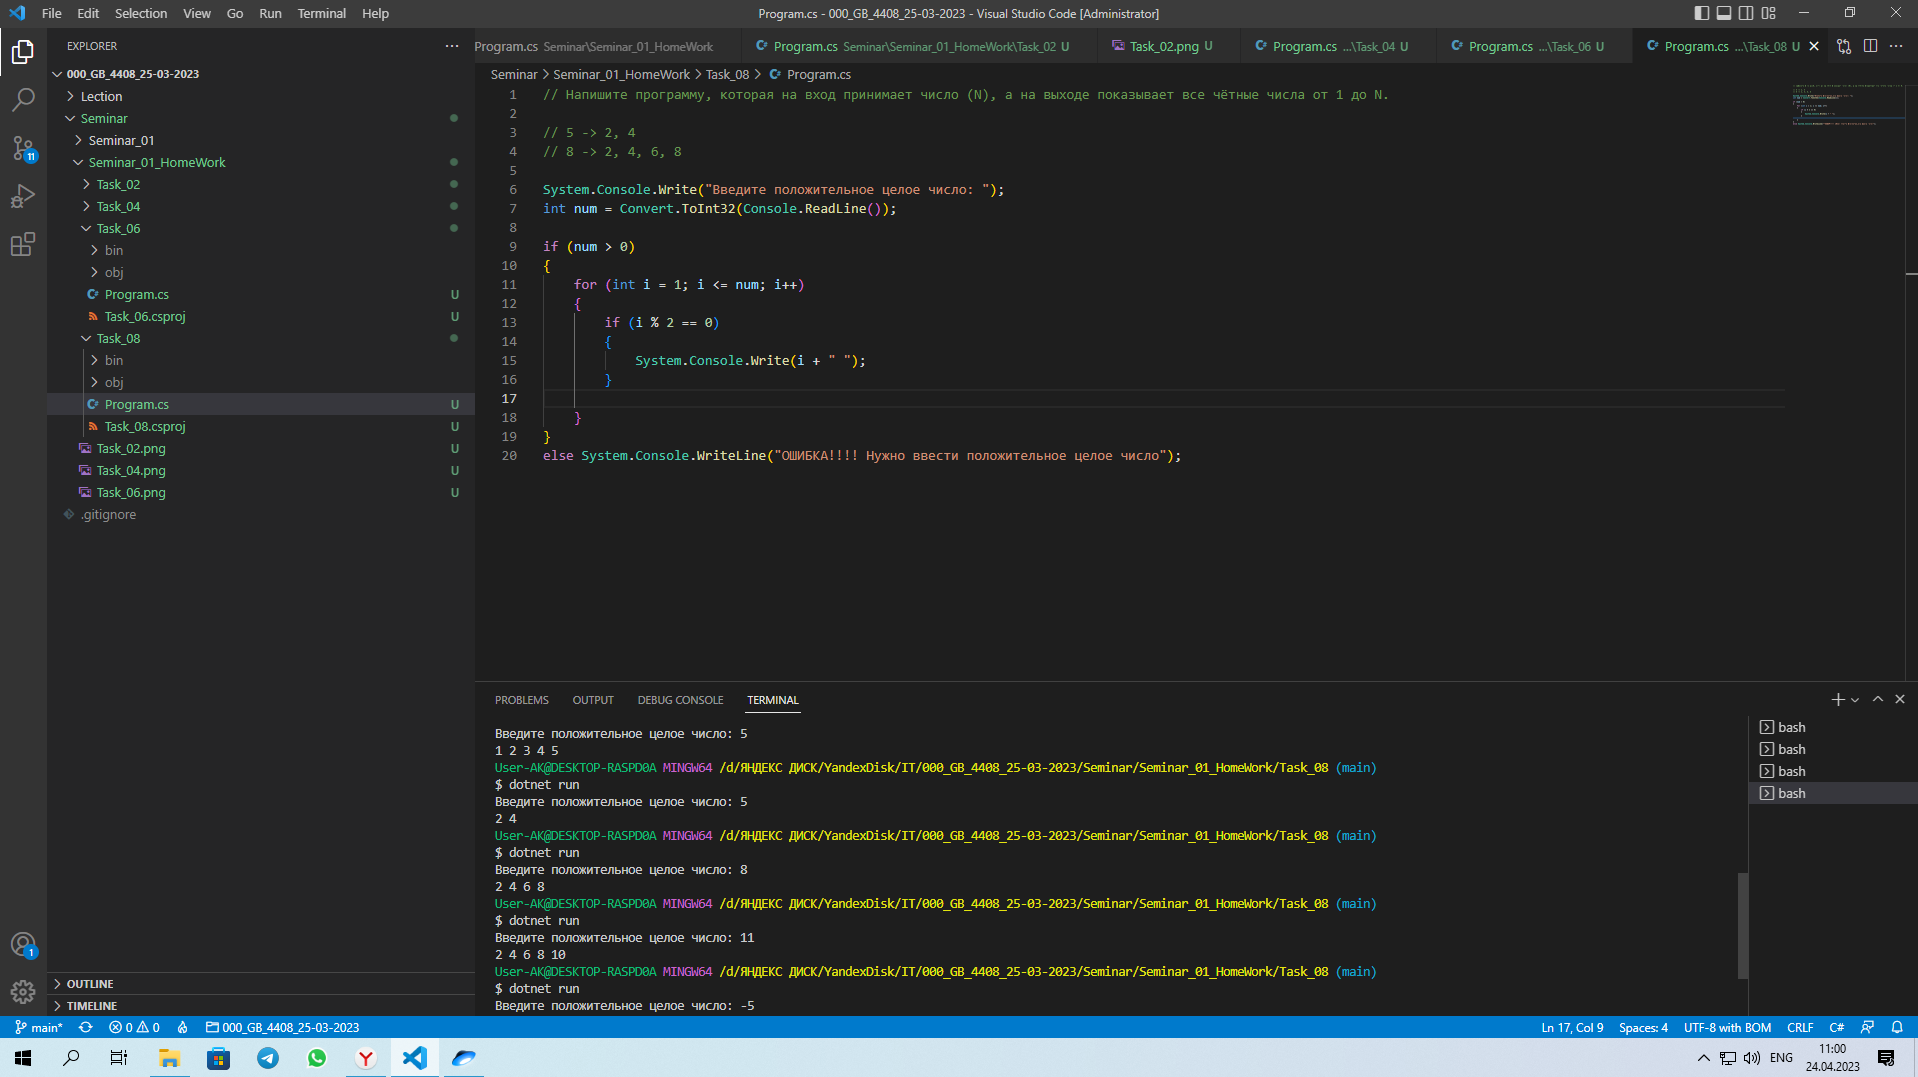 File Edit Selection View Go Run Terminal Help
Program.cs - 000_GB_4408_25-03-2023 - Visual Studio Code [Administrator]
EXPLORER
000_GB_4408_25-03-2023
Lection
Seminar
Seminar_01
Seminar_01_HomeWork
Task_02
Task_04
Task_06
bin
obj
Program.cs U
Task_06.csproj U
Task_08
bin
obj
Program.cs U
Task_08.csproj U
Task_02.png U
Task_04.png U
Task_06.png U
.gitignore
OUTLINE
TIMELINE
Program.cs Seminar\Seminar_01_HomeWork
Program.cs Seminar\Seminar_01_HomeWork\Task_02 U
Task_02.png U
Program.cs ...\Task_04 U
Program.cs ...\Task_06 U
Program.cs ...\Task_08 U
Seminar > Seminar_01_HomeWork > Task_08 > Program.cs
1 // Напишите программу, которая на вход принимает число (N), а на выходе показывает все чётные числа от 1 до N.
2
3 // 5 -> 2, 4
4 // 8 -> 2, 4, 6, 8
5
6 System.Console.Write("Введите положительное целое число: ");
7 int num = Convert.ToInt32(Console.ReadLine());
8
9 if (num > 0)
10 {
11 for (int i = 1; i <= num; i++)
12 {
13 if (i % 2 == 0)
14 {
15 System.Console.Write(i + " ");
16 }
17
18 }
19 }
20 else System.Console.WriteLine("ОШИБКА!!!! Нужно ввести положительное целое число");
PROBLEMS OUTPUT DEBUG CONSOLE TERMINAL
Введите положительное целое число: 5
1 2 3 4 5
User-AK@DESKTOP-RASPD0A MINGW64 /d/ЯНДЕКС ДИСК/YandexDisk/IT/000_GB_4408_25-03-2023/Seminar/Seminar_01_HomeWork/Task_08 (main)
$ dotnet run
Введите положительное целое число: 5
2 4
User-AK@DESKTOP-RASPD0A MINGW64 /d/ЯНДЕКС ДИСК/YandexDisk/IT/000_GB_4408_25-03-2023/Seminar/Seminar_01_HomeWork/Task_08 (main)
$ dotnet run
Введите положительное целое число: 8
2 4 6 8
User-AK@DESKTOP-RASPD0A MINGW64 /d/ЯНДЕКС ДИСК/YandexDisk/IT/000_GB_4408_25-03-2023/Seminar/Seminar_01_HomeWork/Task_08 (main)
$ dotnet run
Введите положительное целое число: 11
2 4 6 8 10
User-AK@DESKTOP-RASPD0A MINGW64 /d/ЯНДЕКС ДИСК/YandexDisk/IT/000_GB_4408_25-03-2023/Seminar/Seminar_01_HomeWork/Task_08 (main)
$ dotnet run
Введите положительное целое число: -5
bash
bash
bash
bash
11
1
main* 0 0 000_GB_4408_25-03-2023
Ln 17, Col 9 Spaces: 4 UTF-8 with BOM CRLF C#
ENG
11:00
24.04.2023